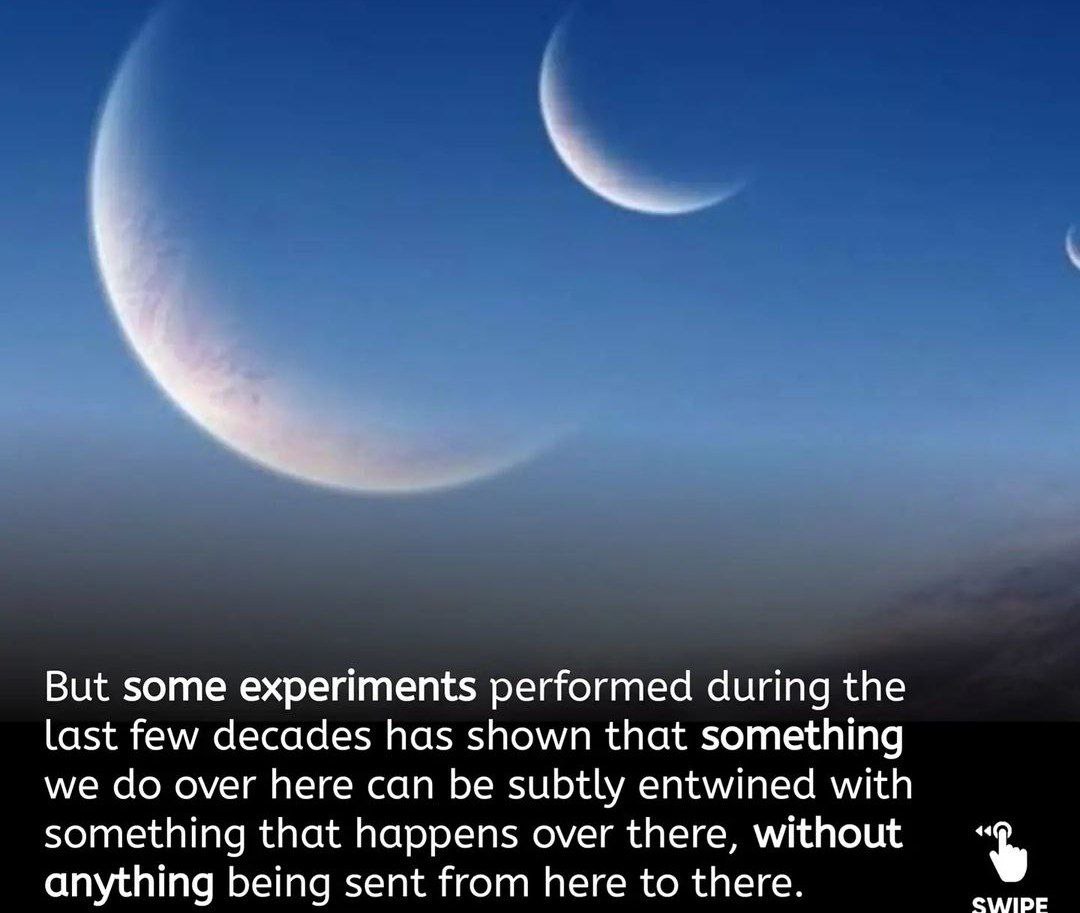 But some experiments performed during the
last few decades has shown that something
we do over here can be subtly entwined with
something that happens over there, without
anything being sent from here to there.
SWIPE